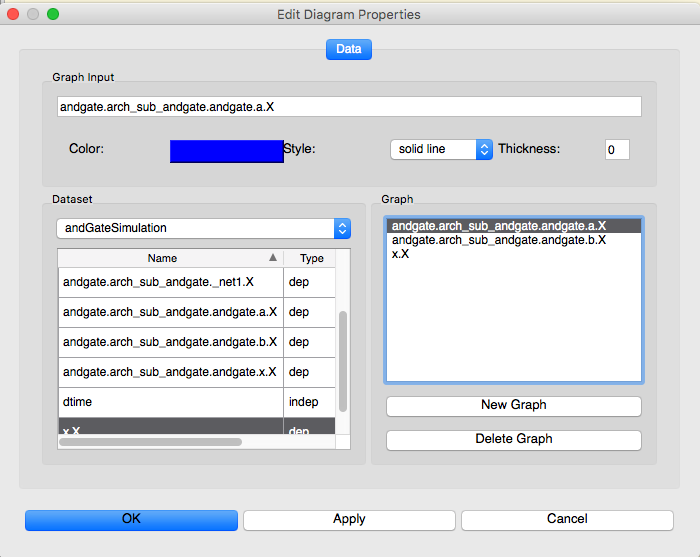 Edit Diagram Properties
Data
Graph Input
andgate.arch_sub_andgate.andgate.a.X
Color: Style: solid line Thickness: 0
Dataset
andGateSimulation
Name Type
andgate.arch_sub_andgate._net1.X dep
andgate.arch_sub_andgate.andgate.a.X dep
andgate.arch_sub_andgate.andgate.b.X dep
andgate.arch_sub_andgate.andgate.x.X dep
dtime indep
x.X dep
Graph
andgate.arch_sub_andgate.andgate.a.X
andgate.arch_sub_andgate.andgate.b.X
x.X
New Graph
Delete Graph
OK Apply Cancel